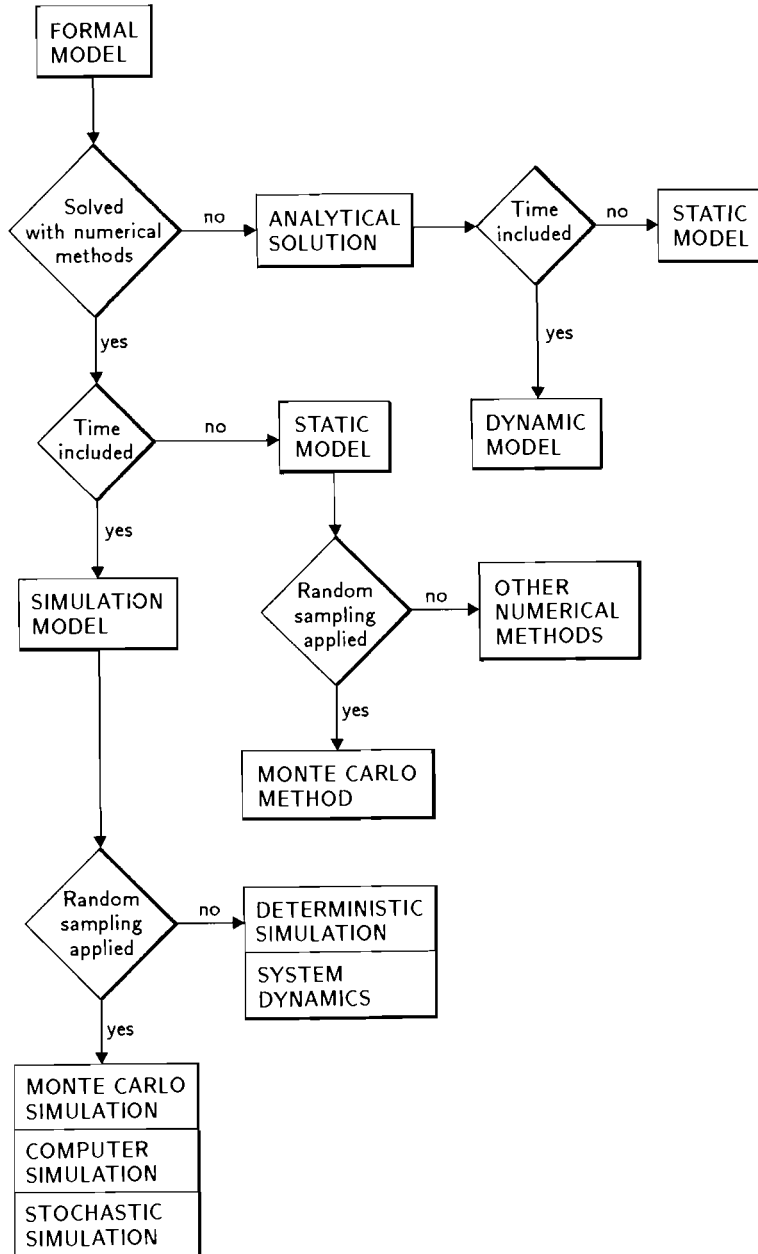 FORMAL
MODEL
Solved
with numerical
methods
no
ANALYTICAL
SOLUTION
Time
included
no
STATIC
MODEL
yes
yes
DYNAMIC
MODEL
Time
included
no
STATIC
MODEL
yes
SIMULATION
MODEL
Random
sampling
applied
no
OTHER
NUMERICAL
METHODS
yes
MONTE CARLO
METHOD
Random
sampling
applied
no
DETERMINISTIC
SIMULATION
SYSTEM
DYNAMICS
yes
MONTE CARLO
SIMULATION
COMPUTER
SIMULATION
STOCHASTIC
SIMULATION